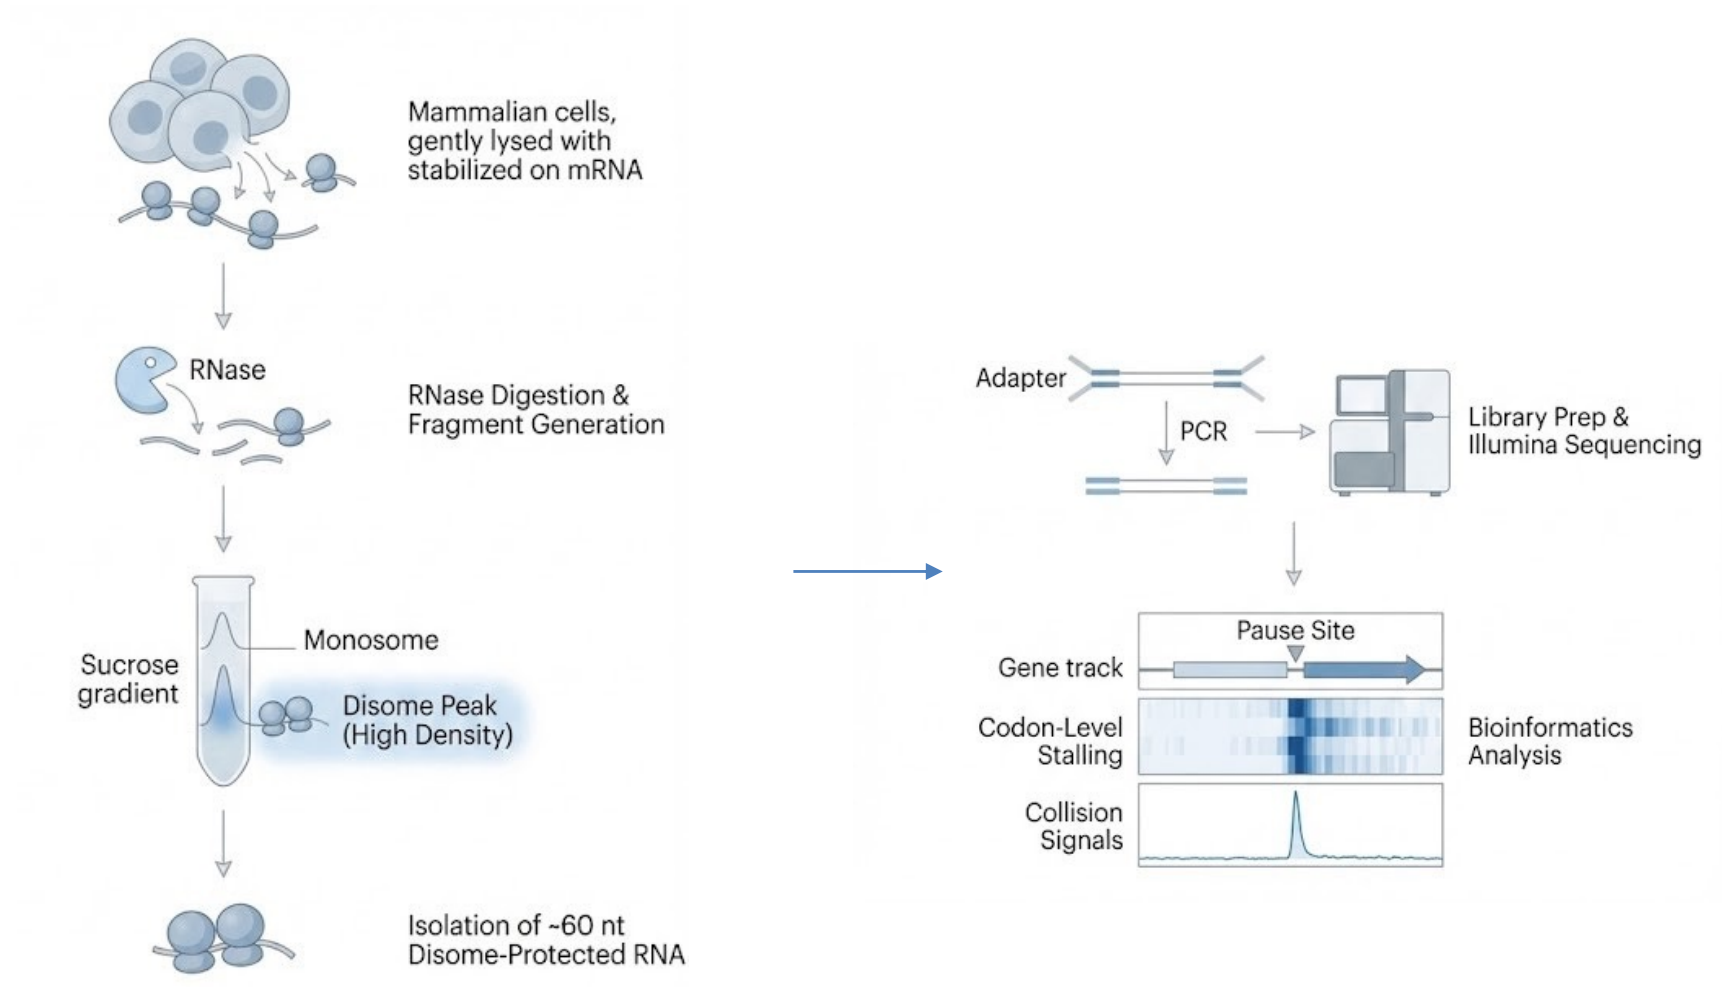 Mammalian cells,
gently lysed with
stabilized on mRNA
RNase
RNase Digestion &
Fragment Generation
Sucrose
gradient
Monosome
Disome Peak
(High Density)
Isolation of ~60 nt
Disome-Protected RNA
Adapter
PCR
Library Prep &
Illumina Sequencing
Pause Site
Gene track
Codon-Level
Stalling
Collision
Signals
Bioinformatics
Analysis